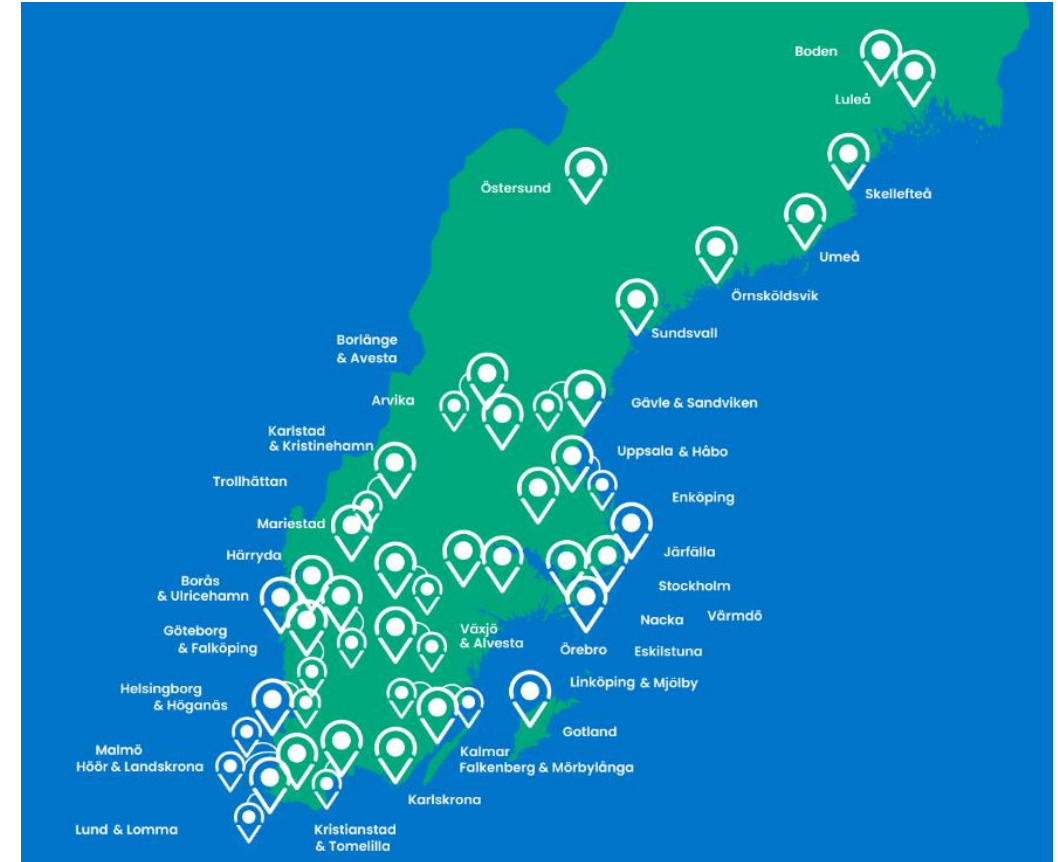 Boden
Luleå
Östersund
Skellefteå
Umeå
Örnsköldsvik
Sundsvall
Borlänge
& Avesta
Arvika
Gävle & Sandviken
Karlstad
& Kristinehamn
Uppsala & Håbo
Trollhättan
Enköping
Mariestad
Härryda
Järfälla
Borås
& Ulricehamn
Stockholm
Nacka
Värmdö
Göteborg
& Falköping
Växjö
& Alvesta
Örebro
Eskilstuna
Linköping & Mjölby
Helsingborg
& Höganäs
Gotland
Malmö
Höör & Landskrona
Kalmar
Falkenberg & Mörbylånga
Karlskrona
Lund & Lomma
Kristianstad
& Tomelilla